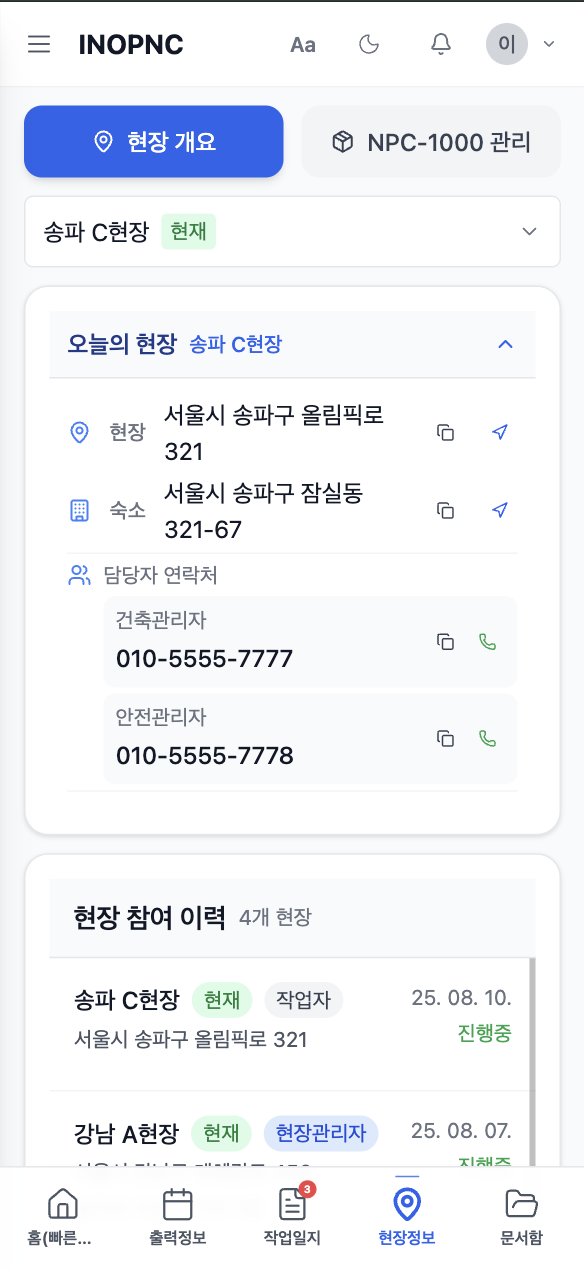 INOPNC
Aa
이
현장 개요
NPC-1000 관리
송파 C현장 현재
오늘의 현장 송파 C현장
현장
서울시 송파구 올림픽로
321
숙소
서울시 송파구 잠실동
321-67
담당자 연락처
건축관리자
010-5555-7777
안전관리자
010-5555-7778
현장 참여 이력 4개 현장
송파 C현장 현재 작업자 25. 08. 10.
서울시 송파구 올림픽로 321 진행중
강남 A현장 현재 현장관리자 25. 08. 07.
진행중
3
홈(빠른... 출력정보 작업일지 현장정보 문서함